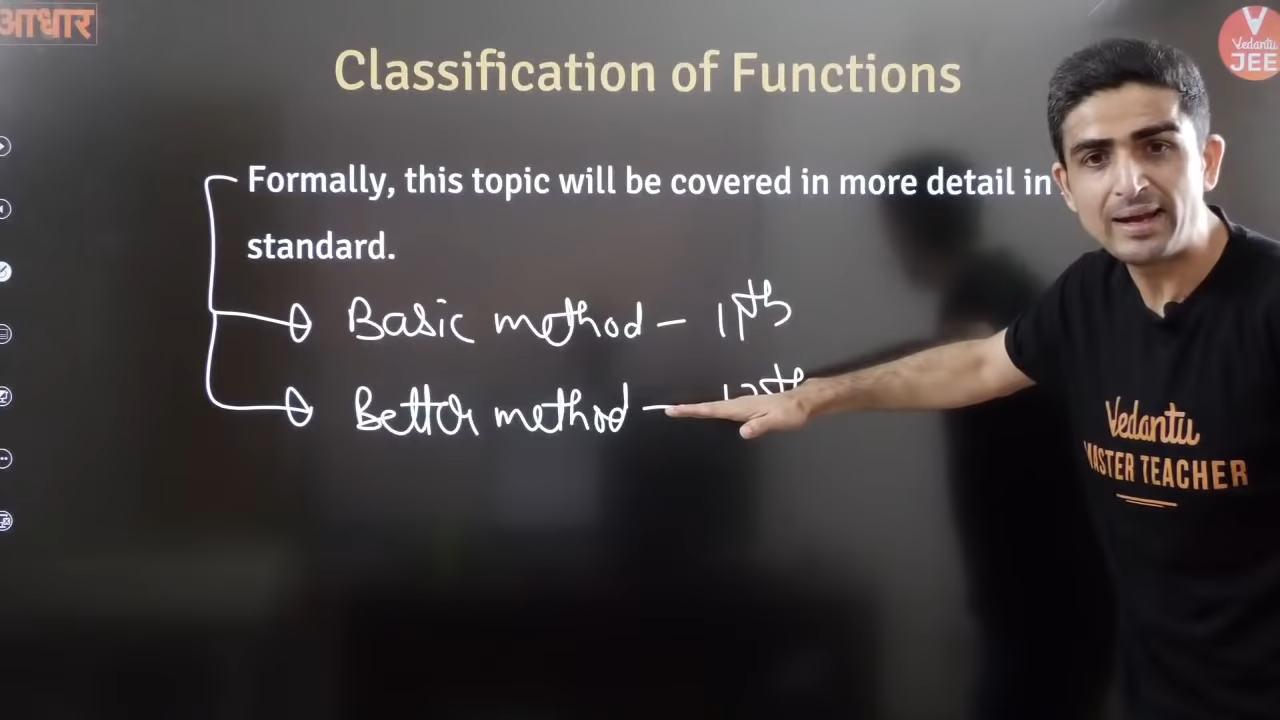 आधार
Vedantu
JEE
Classification of Functions
Formally, this topic will be covered in more detail in
standard.
Basic method - 11th
Better method - 12th
Vedantu
MASTER TEACHER